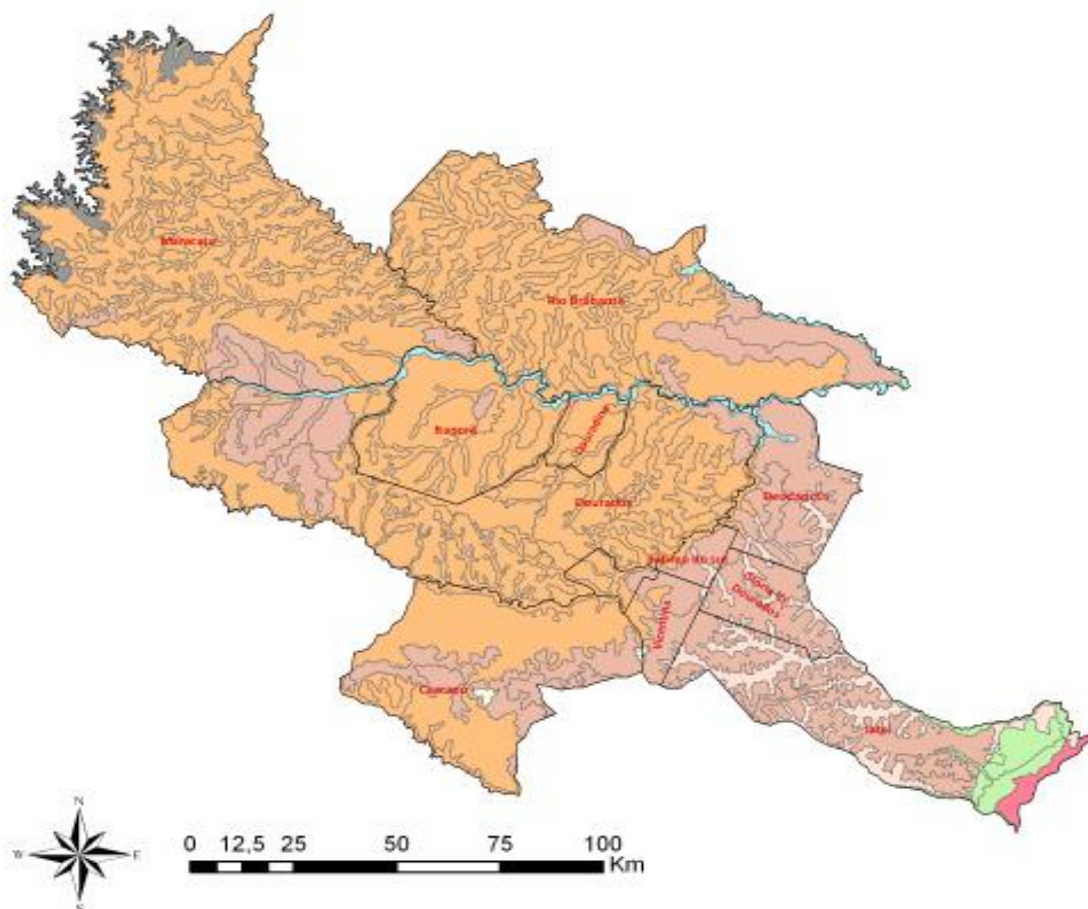 Maracaju
Rio Brilhante
Itaporã
Douradina
Dourados
Deodápolis
Fátima do Sul
Glória de
Dourados
Vicentina
Caarapó
Jateí
N
W
E
S
0 12,5 25 50 75 100
Km